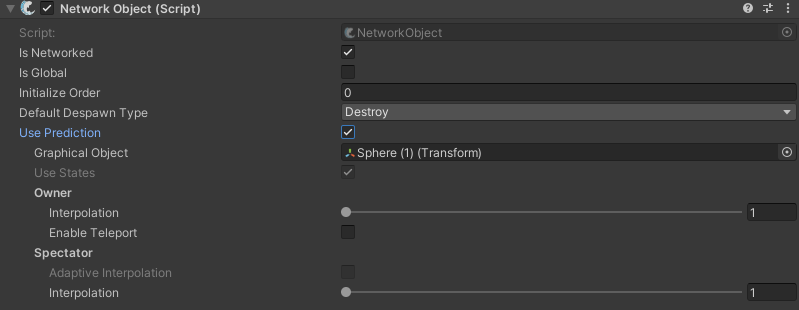 Network Object (Script)
Script: NetworkObject
Is Networked
Is Global
Initialize Order 0
Default Despawn Type Destroy
Use Prediction
Graphical Object Sphere (1) (Transform)
Use States
Owner
Interpolation 1
Enable Teleport
Spectator
Adaptive Interpolation
Interpolation 1